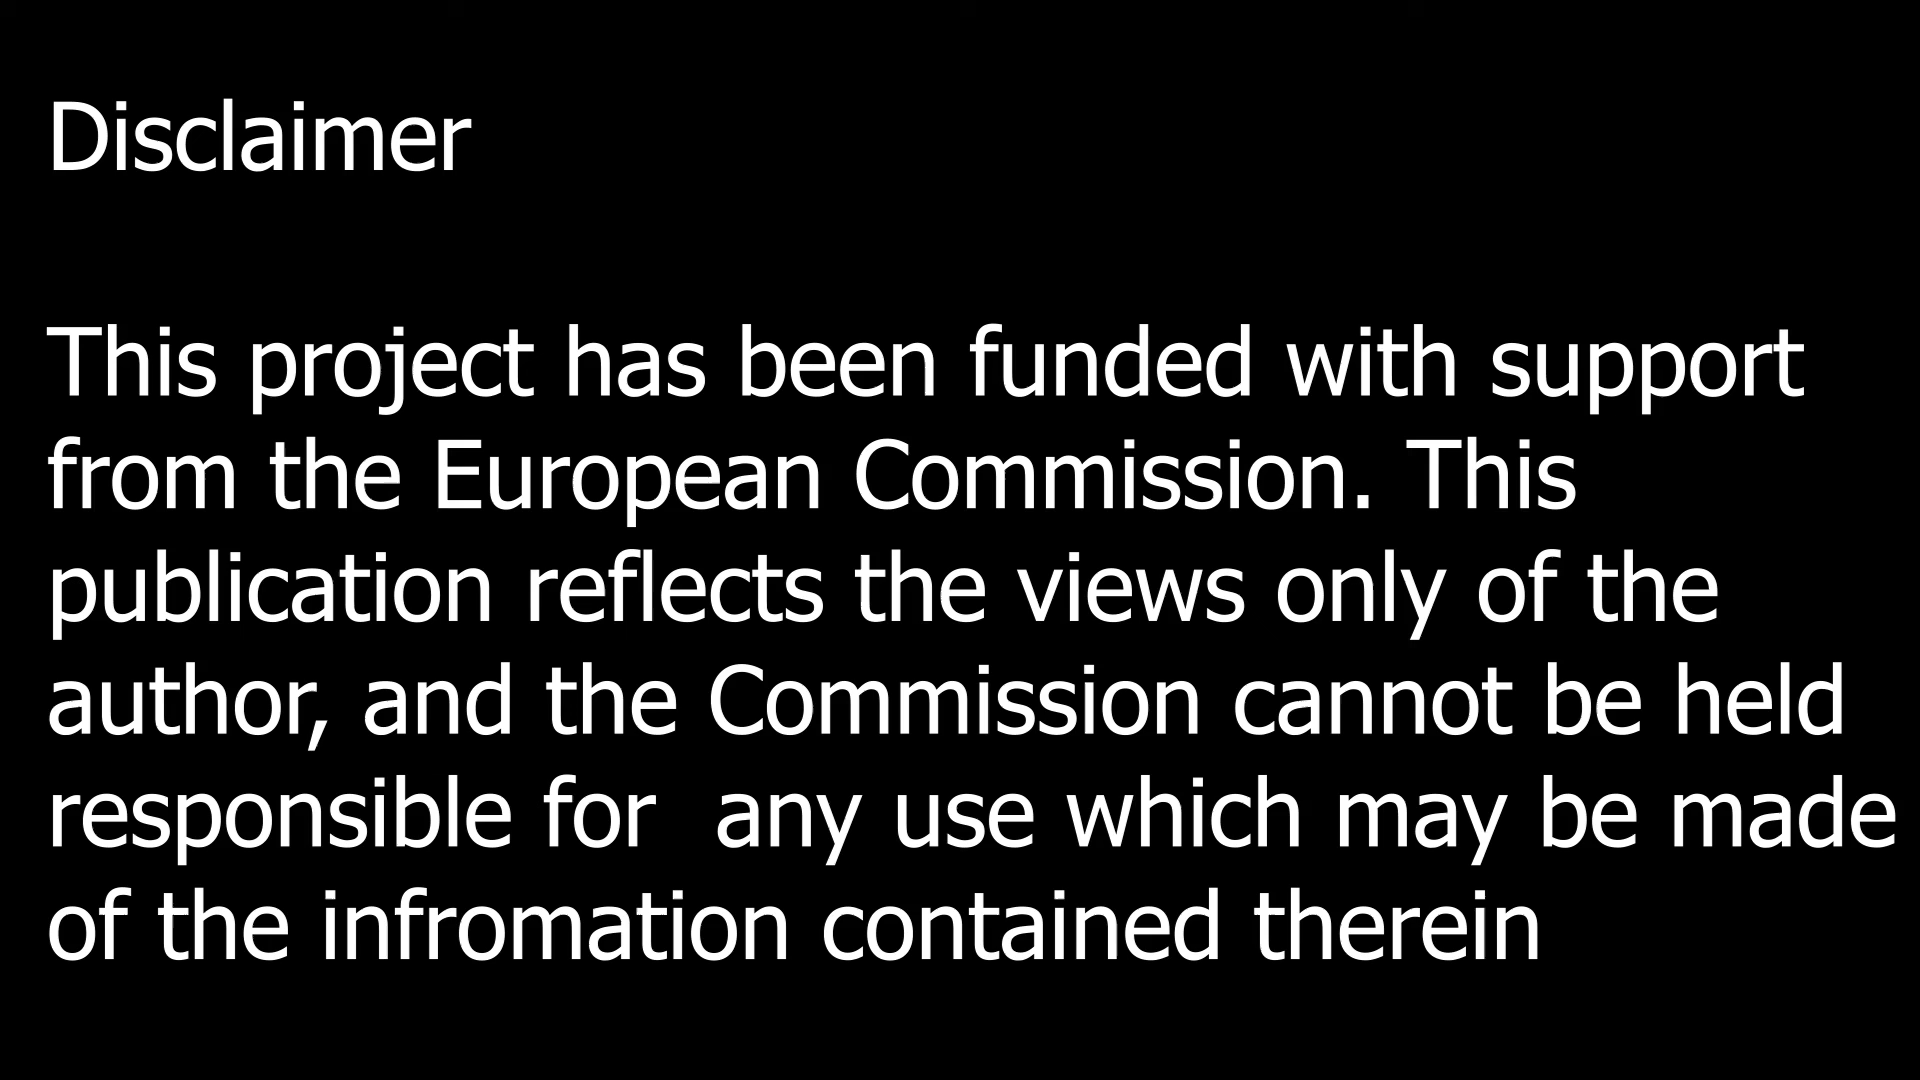 Disclaimer
This project has been funded with support
from the European Commission. This
publication reflects the views only of the
author, and the Commission cannot be held
responsible for  any use which may be made
of the infromation contained therein